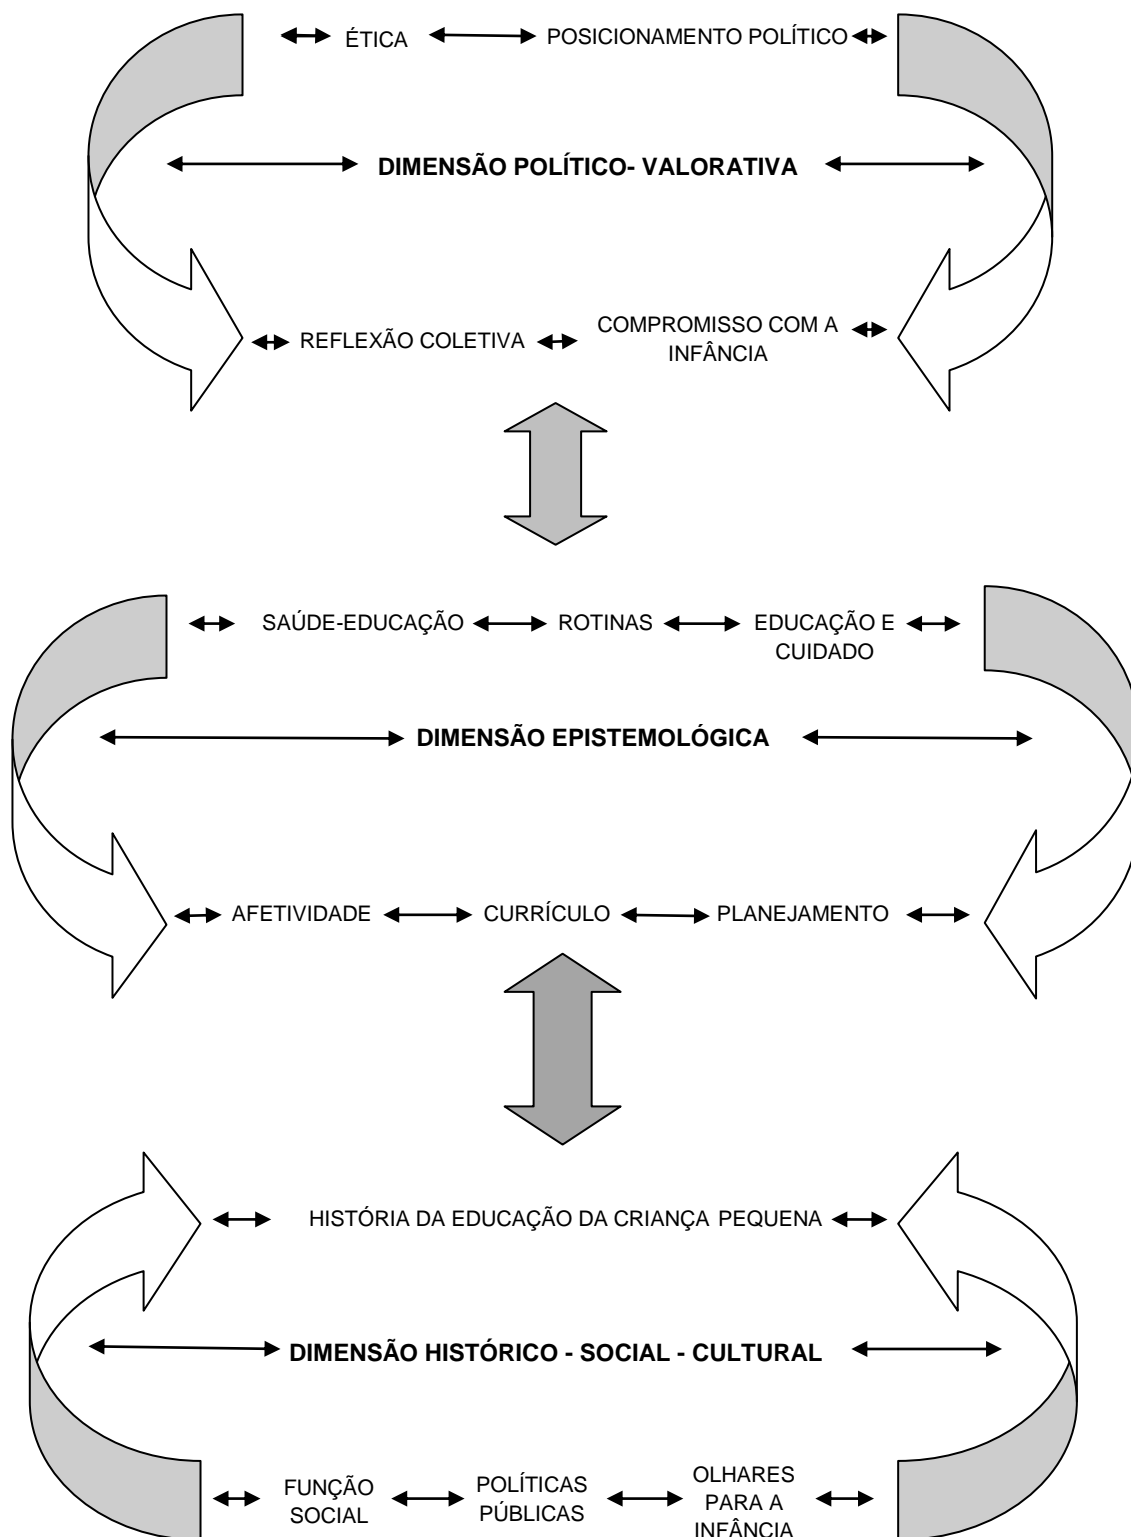 ÉTICA POSICIONAMENTO POLÍTICO
DIMENSÃO POLÍTICO- VALORATIVA
REFLEXÃO COLETIVA
COMPROMISSO COM A
INFÂNCIA
SAÚDE-EDUCAÇÃO
ROTINAS
EDUCAÇÃO E
CUIDADO
DIMENSÃO EPISTEMOLÓGICA
AFETIVIDADE
CURRÍCULO
PLANEJAMENTO
HISTÓRIA DA EDUCAÇÃO DA CRIANÇA PEQUENA
DIMENSÃO HISTÓRICO - SOCIAL - CULTURAL
FUNÇÃO
SOCIAL
POLÍTICAS
PÚBLICAS
OLHARES
PARA A
INFÂNCIA